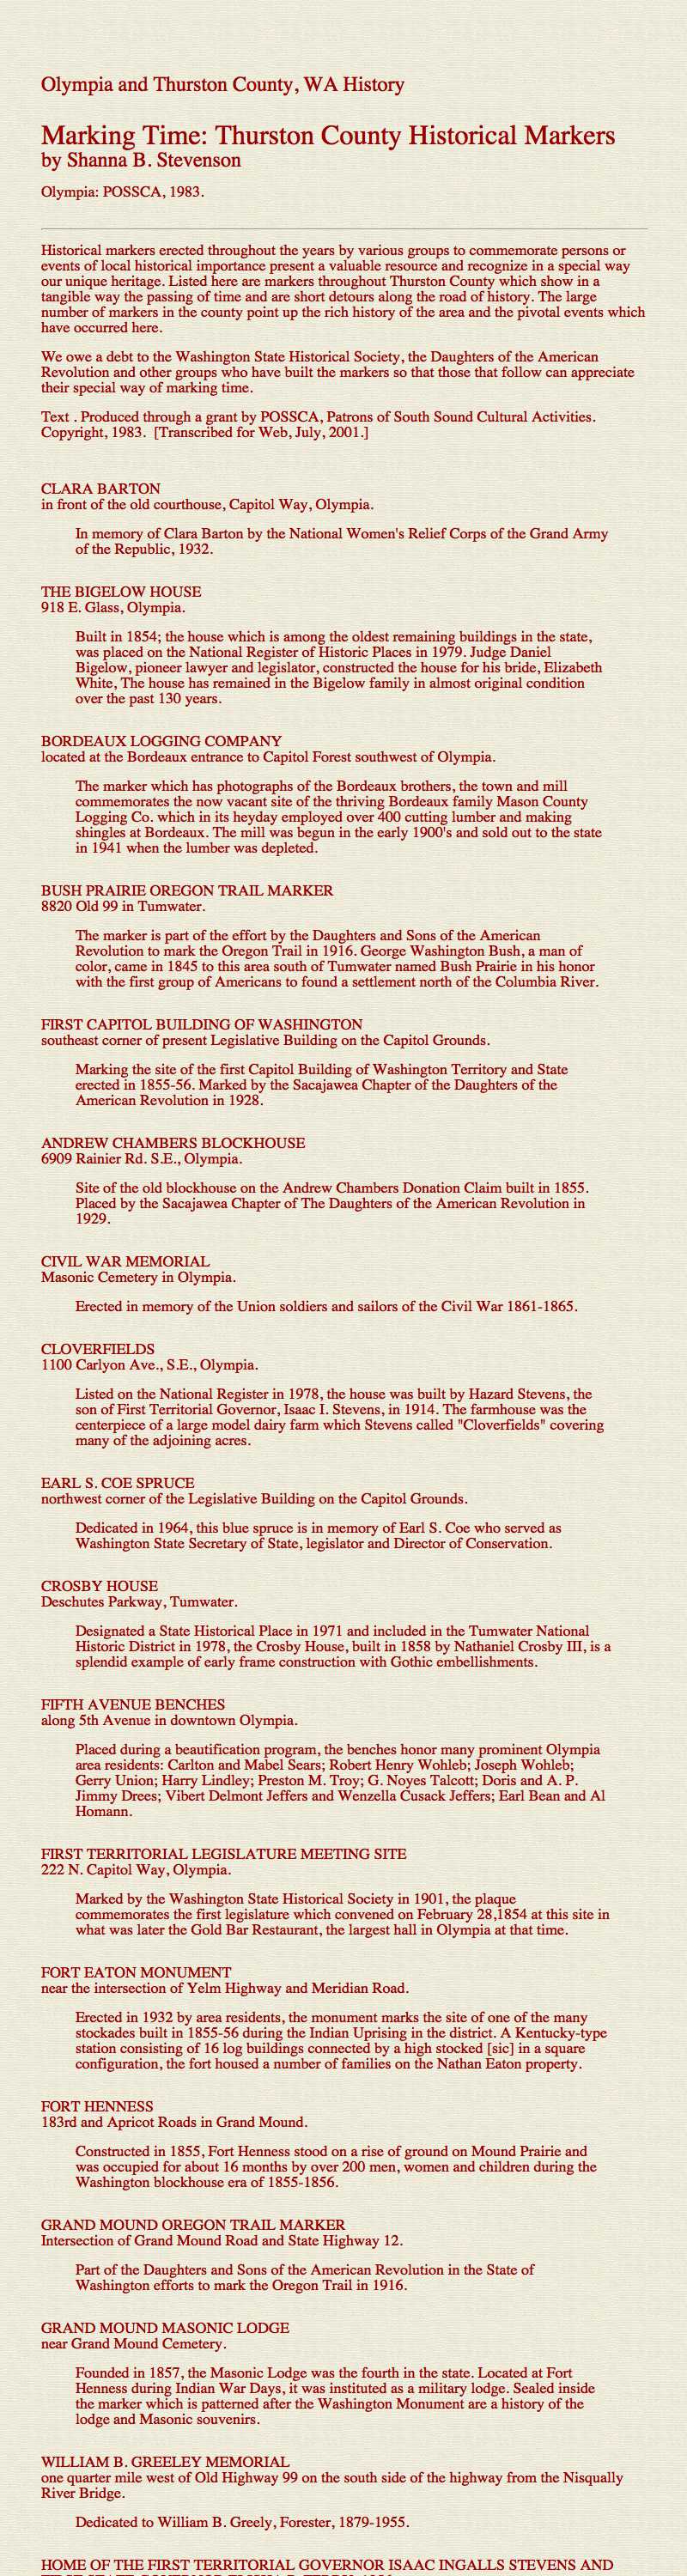 Olympia and Thurston County, WA History
Marking Time: Thurston County Historical Markers
by Shanna B. Stevenson
Olympia: POSSCA, 1983.
Historical markers erected throughout the years by various groups to commemorate persons or
events of local historical importance present a valuable resource and recognize in a special way
our unique heritage. Listed here are markers throughout Thurston County which show in a
tangible way the passing of time and are short detours along the road of history. The large
number of markers in the county point up the rich history of the area and the pivotal events which
have occurred here.
We owe a debt to the Washington State Historical Society, the Daughters of the American
Revolution and other groups who have built the markers so that those that follow can appreciate
their special way of marking time.
Text . Produced through a grant by POSSCA, Patrons of South Sound Cultural Activities.
Copyright, 1983.  [Transcribed for Web, July, 2001.]
CLARA BARTON
in front of the old courthouse, Capitol Way, Olympia.
In memory of Clara Barton by the National Women's Relief Corps of the Grand Army
of the Republic, 1932.
THE BIGELOW HOUSE
918 E. Glass, Olympia.
Built in 1854; the house which is among the oldest remaining buildings in the state,
was placed on the National Register of Historic Places in 1979. Judge Daniel
Bigelow, pioneer lawyer and legislator, constructed the house for his bride, Elizabeth
White, The house has remained in the Bigelow family in almost original condition
over the past 130 years.
BORDEAUX LOGGING COMPANY
located at the Bordeaux entrance to Capitol Forest southwest of Olympia.
The marker which has photographs of the Bordeaux brothers, the town and mill
commemorates the now vacant site of the thriving Bordeaux family Mason County
Logging Co. which in its heyday employed over 400 cutting lumber and making
shingles at Bordeaux. The mill was begun in the early 1900's and sold out to the state
in 1941 when the lumber was depleted.
BUSH PRAIRIE OREGON TRAIL MARKER
8820 Old 99 in Tumwater.
The marker is part of the effort by the Daughters and Sons of the American
Revolution to mark the Oregon Trail in 1916. George Washington Bush, a man of
color, came in 1845 to this area south of Tumwater named Bush Prairie in his honor
with the first group of Americans to found a settlement north of the Columbia River.
FIRST CAPITOL BUILDING OF WASHINGTON
southeast corner of present Legislative Building on the Capitol Grounds.
Marking the site of the first Capitol Building of Washington Territory and State
erected in 1855-56. Marked by the Sacajawea Chapter of the Daughters of the
American Revolution in 1928.
ANDREW CHAMBERS BLOCKHOUSE
6909 Rainier Rd. S.E., Olympia.
Site of the old blockhouse on the Andrew Chambers Donation Claim built in 1855.
Placed by the Sacajawea Chapter of The Daughters of the American Revolution in
1929.
CIVIL WAR MEMORIAL
Masonic Cemetery in Olympia.
Erected in memory of the Union soldiers and sailors of the Civil War 1861-1865.
CLOVERFIELDS
1100 Carlyon Ave., S.E., Olympia.
Listed on the National Register in 1978, the house was built by Hazard Stevens, the
son of First Territorial Governor, Isaac I. Stevens, in 1914. The farmhouse was the
centerpiece of a large model dairy farm which Stevens called "Cloverfields" covering
many of the adjoining acres.
EARL S. COE SPRUCE
northwest corner of the Legislative Building on the Capitol Grounds.
Dedicated in 1964, this blue spruce is in memory of Earl S. Coe who served as
Washington State Secretary of State, legislator and Director of Conservation.
CROSBY HOUSE
Deschutes Parkway, Tumwater.
Designated a State Historical Place in 1971 and included in the Tumwater National
Historic District in 1978, the Crosby House, built in 1858 by Nathaniel Crosby III, is a
splendid example of early frame construction with Gothic embellishments.
FIFTH AVENUE BENCHES
along 5th Avenue in downtown Olympia.
Placed during a beautification program, the benches honor many prominent Olympia
area residents: Carlton and Mabel Sears; Robert Henry Wohleb; Joseph Wohleb;
Gerry Union; Harry Lindley; Preston M. Troy; G. Noyes Talcott; Doris and A. P.
Jimmy Drees; Vibert Delmont Jeffers and Wenzella Cusack Jeffers; Earl Bean and Al
Homann.
FIRST TERRITORIAL LEGISLATURE MEETING SITE
222 N. Capitol Way, Olympia.
Marked by the Washington State Historical Society in 1901, the plaque
commemorates the first legislature which convened on February 28,1854 at this site in
what was later the Gold Bar Restaurant, the largest hall in Olympia at that time.
FORT EATON MONUMENT
near the intersection of Yelm Highway and Meridian Road.
Erected in 1932 by area residents, the monument marks the site of one of the many
stockades built in 1855-56 during the Indian Uprising in the district. A Kentucky-type
station consisting of 16 log buildings connected by a high stocked [sic] in a square
configuration, the fort housed a number of families on the Nathan Eaton property.
FORT HENNESS
183rd and Apricot Roads in Grand Mound.
Constructed in 1855, Fort Henness stood on a rise of ground on Mound Prairie and
was occupied for about 16 months by over 200 men, women and children during the
Washington blockhouse era of 1855-1856.
GRAND MOUND OREGON TRAIL MARKER
Intersection of Grand Mound Road and State Highway 12.
Part of the Daughters and Sons of the American Revolution in the State of
Washington efforts to mark the Oregon Trail in 1916.
GRAND MOUND MASONIC LODGE
near Grand Mound Cemetery.
Founded in 1857, the Masonic Lodge was the fourth in the state. Located at Fort
Henness during Indian War Days, it was instituted as a military lodge. Sealed inside
the marker which is patterned after the Washington Monument are a history of the
lodge and Masonic souvenirs.
WILLIAM B. GREELEY MEMORIAL
one quarter mile west of Old Highway 99 on the south side of the highway from the Nisqually
River Bridge.
Dedicated to William B. Greely, Forester, 1879-1955.
HOME OF THE FIRST TERRITORIAL GOVERNOR ISAAC INGALLS STEVENS AND